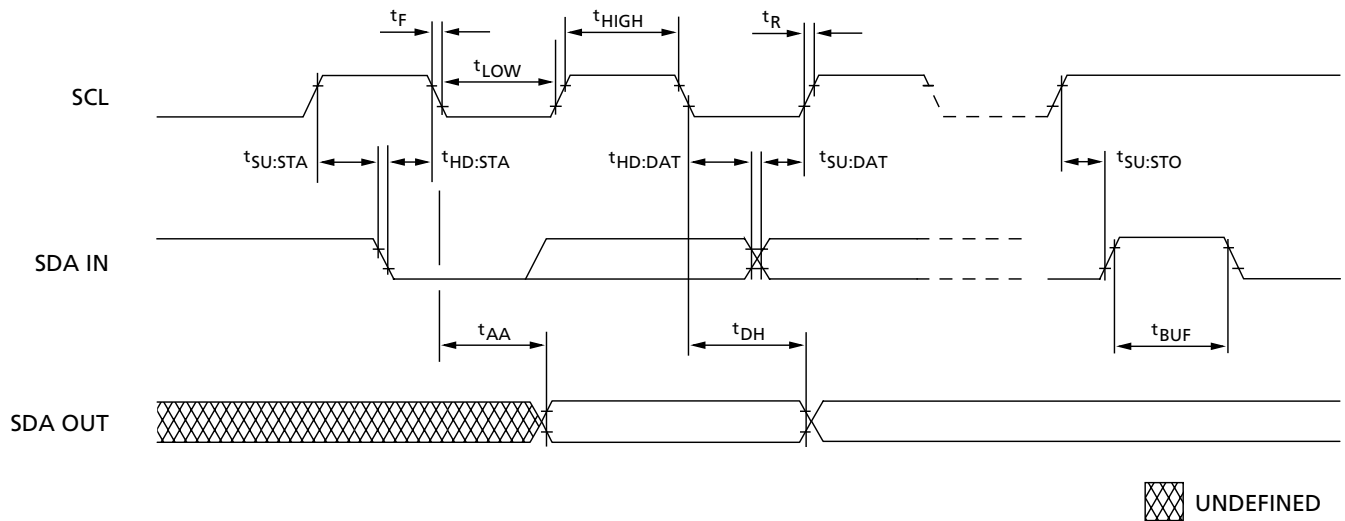 tF
tHIGH
tR
tLOW
SCL
tSU:STA
tHD:STA
tHD:DAT
tSU:DAT
tSU:STO
SDA IN
tAA
tDH
tBUF
SDA OUT
UNDEFINED